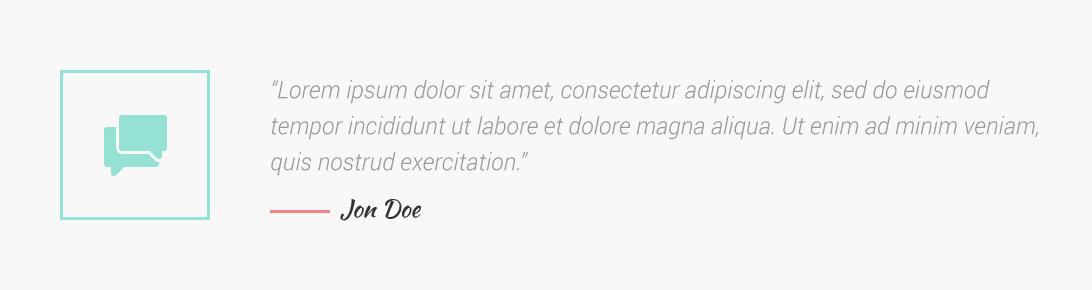 “Lorem ipsum dolor sit amet, consectetur adipiscing elit, sed do eiusmod
tempor incididunt ut labore et dolore magna aliqua. Ut enim ad minim veniam,
quis nostrud exercitation.”
Jon Doe